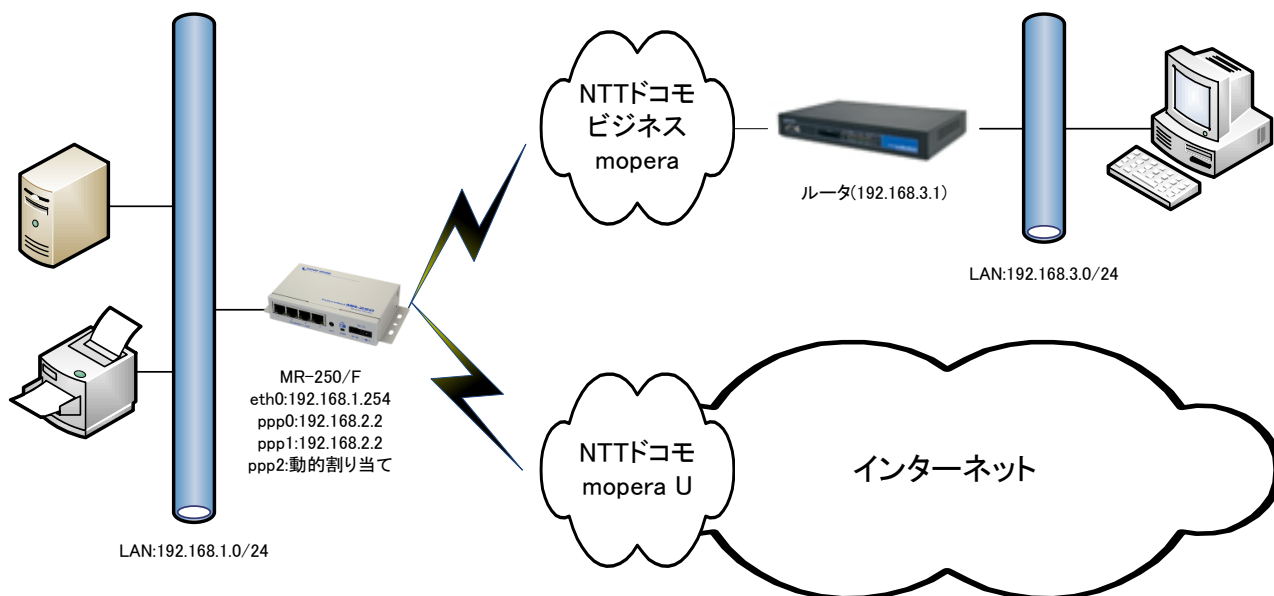 NTTドコモ
ビジネス
mopera
ルータ(192.168.3.1)
LAN:192.168.3.0/24
MR-250/F
eth0:192.168.1.254
ppp0:192.168.2.2
ppp1:192.168.2.2
ppp2:動的割り当て
NTTドコモ
mopera U
インターネット
LAN:192.168.1.0/24